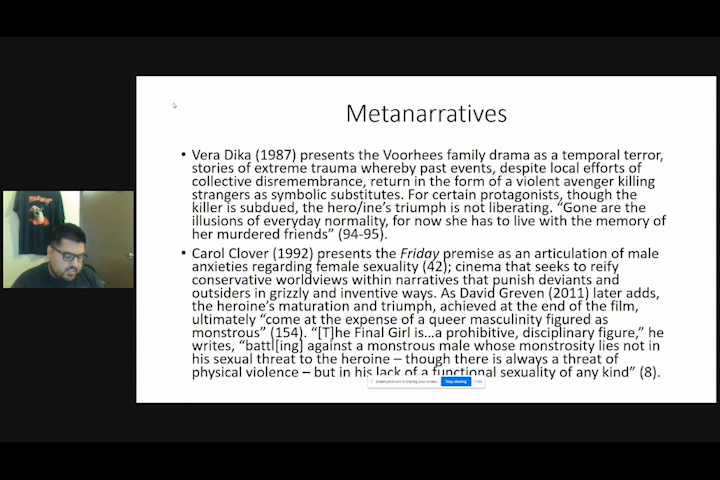 Metanarratives
• Vera Dika (1987) presents the Voorhees family drama as a temporal terror,
stories of extreme trauma whereby past events, despite local efforts of
collective disremembrance, return in the form of a violent avenger killing
strangers as symbolic substitutes. For certain protagonists, though the
killer is subdued, the hero/ine's triumph is not liberating. "Gone are the
illusions of everyday normality, for now she has to live with the memory of
her murdered friends" (94-95).
• Carol Clover (1992) presents the Friday premise as an articulation of male
anxieties regarding female sexuality (42); cinema that seeks to reify
conservative worldviews within narratives that punish deviants and
outsiders in grizzly and inventive ways. As David Greven (2011) later adds,
the heroine's maturation and triumph, achieved at the end of the film,
ultimately "come at the expense of a queer masculinity figured as
monstrous" (154). "[T]he Final Girl is…a prohibitive, disciplinary figure," he
writes, "battl[ing] against a monstrous male whose monstrosity lies not in
his sexual threat to the heroine – though there is always a threat of
physical violence – but in his lack of a functional sexuality of any kind" (8).
streamyard.com is sharing your screen. Stop sharing Hide